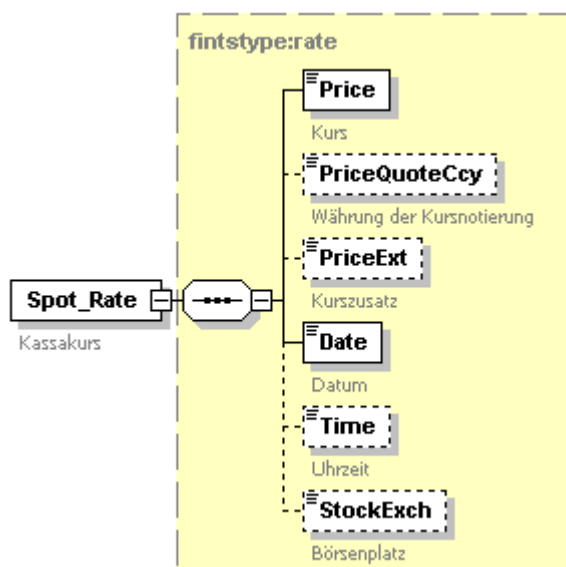 fintstype:rate
Price
Kurs
PriceQuoteCcy
Währung der Kursnotierung
PriceExt
Kurszusatz
Spot_Rate
Kassakurs
Date
Datum
Time
Uhrzeit
StockExch
Börsenplatz